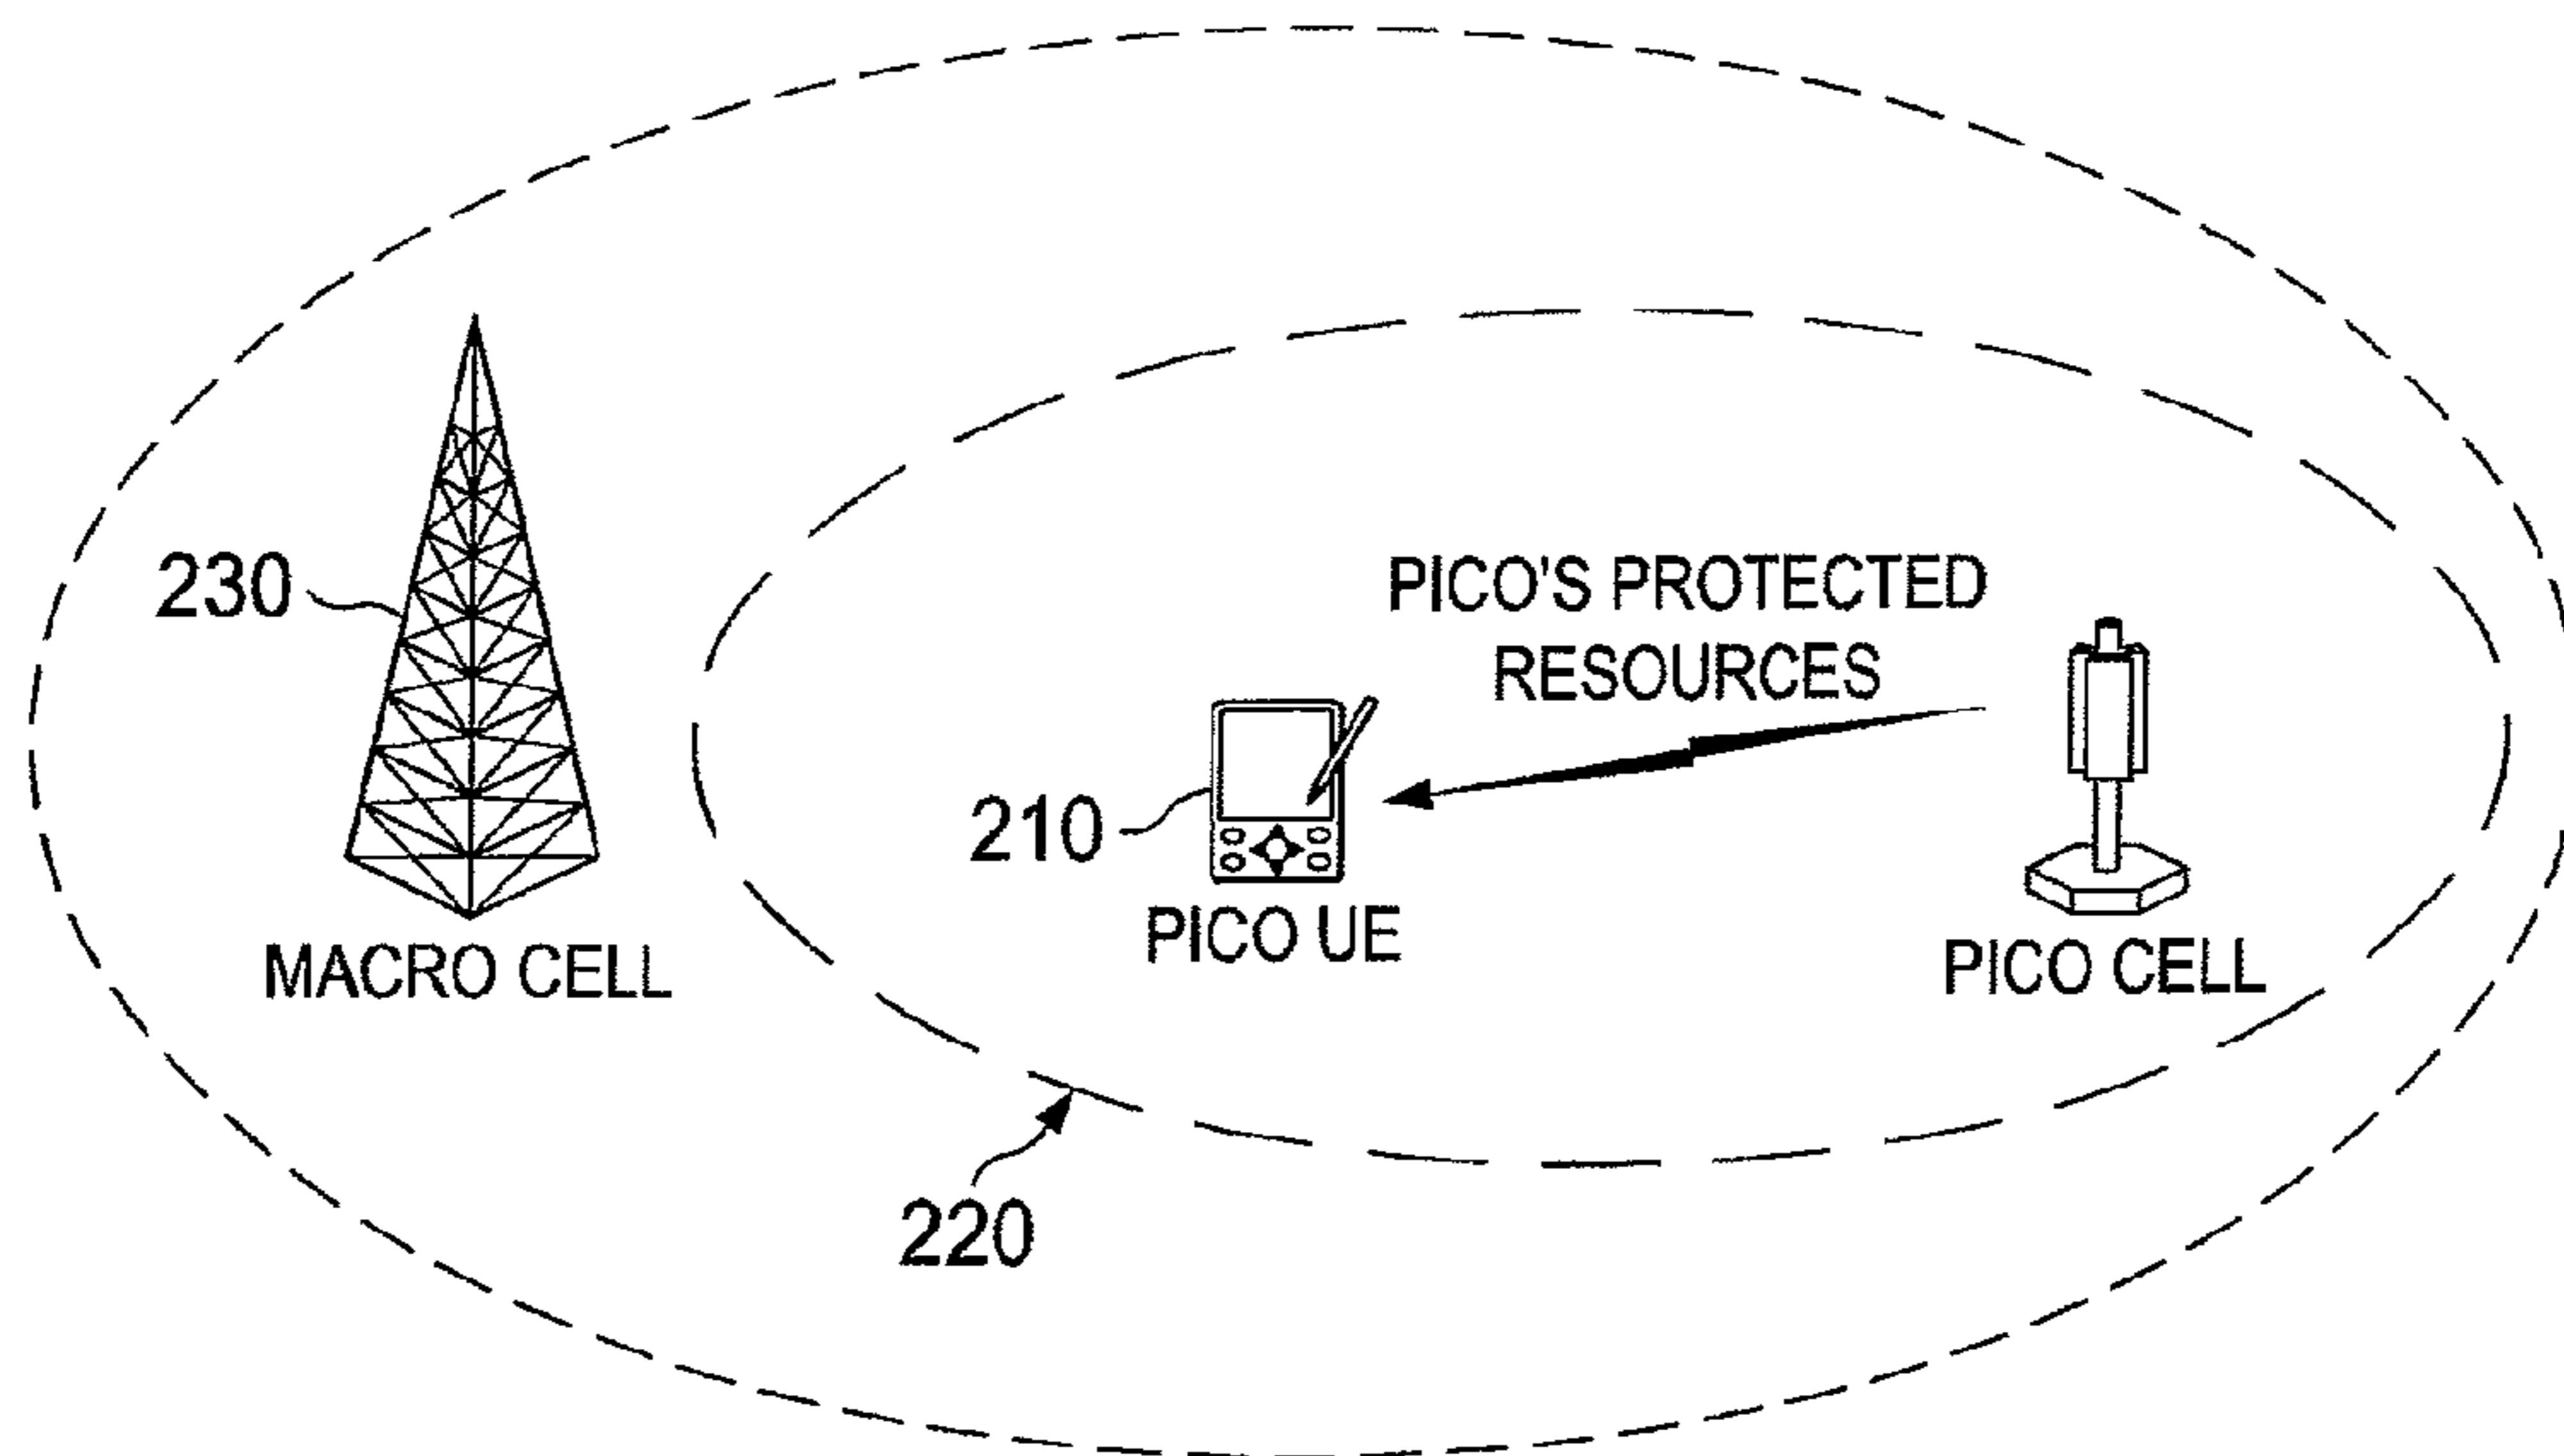 230
PICO'S PROTECTED
RESOURCES
210
PICO UE
MACRO CELL
PICO CELL
220